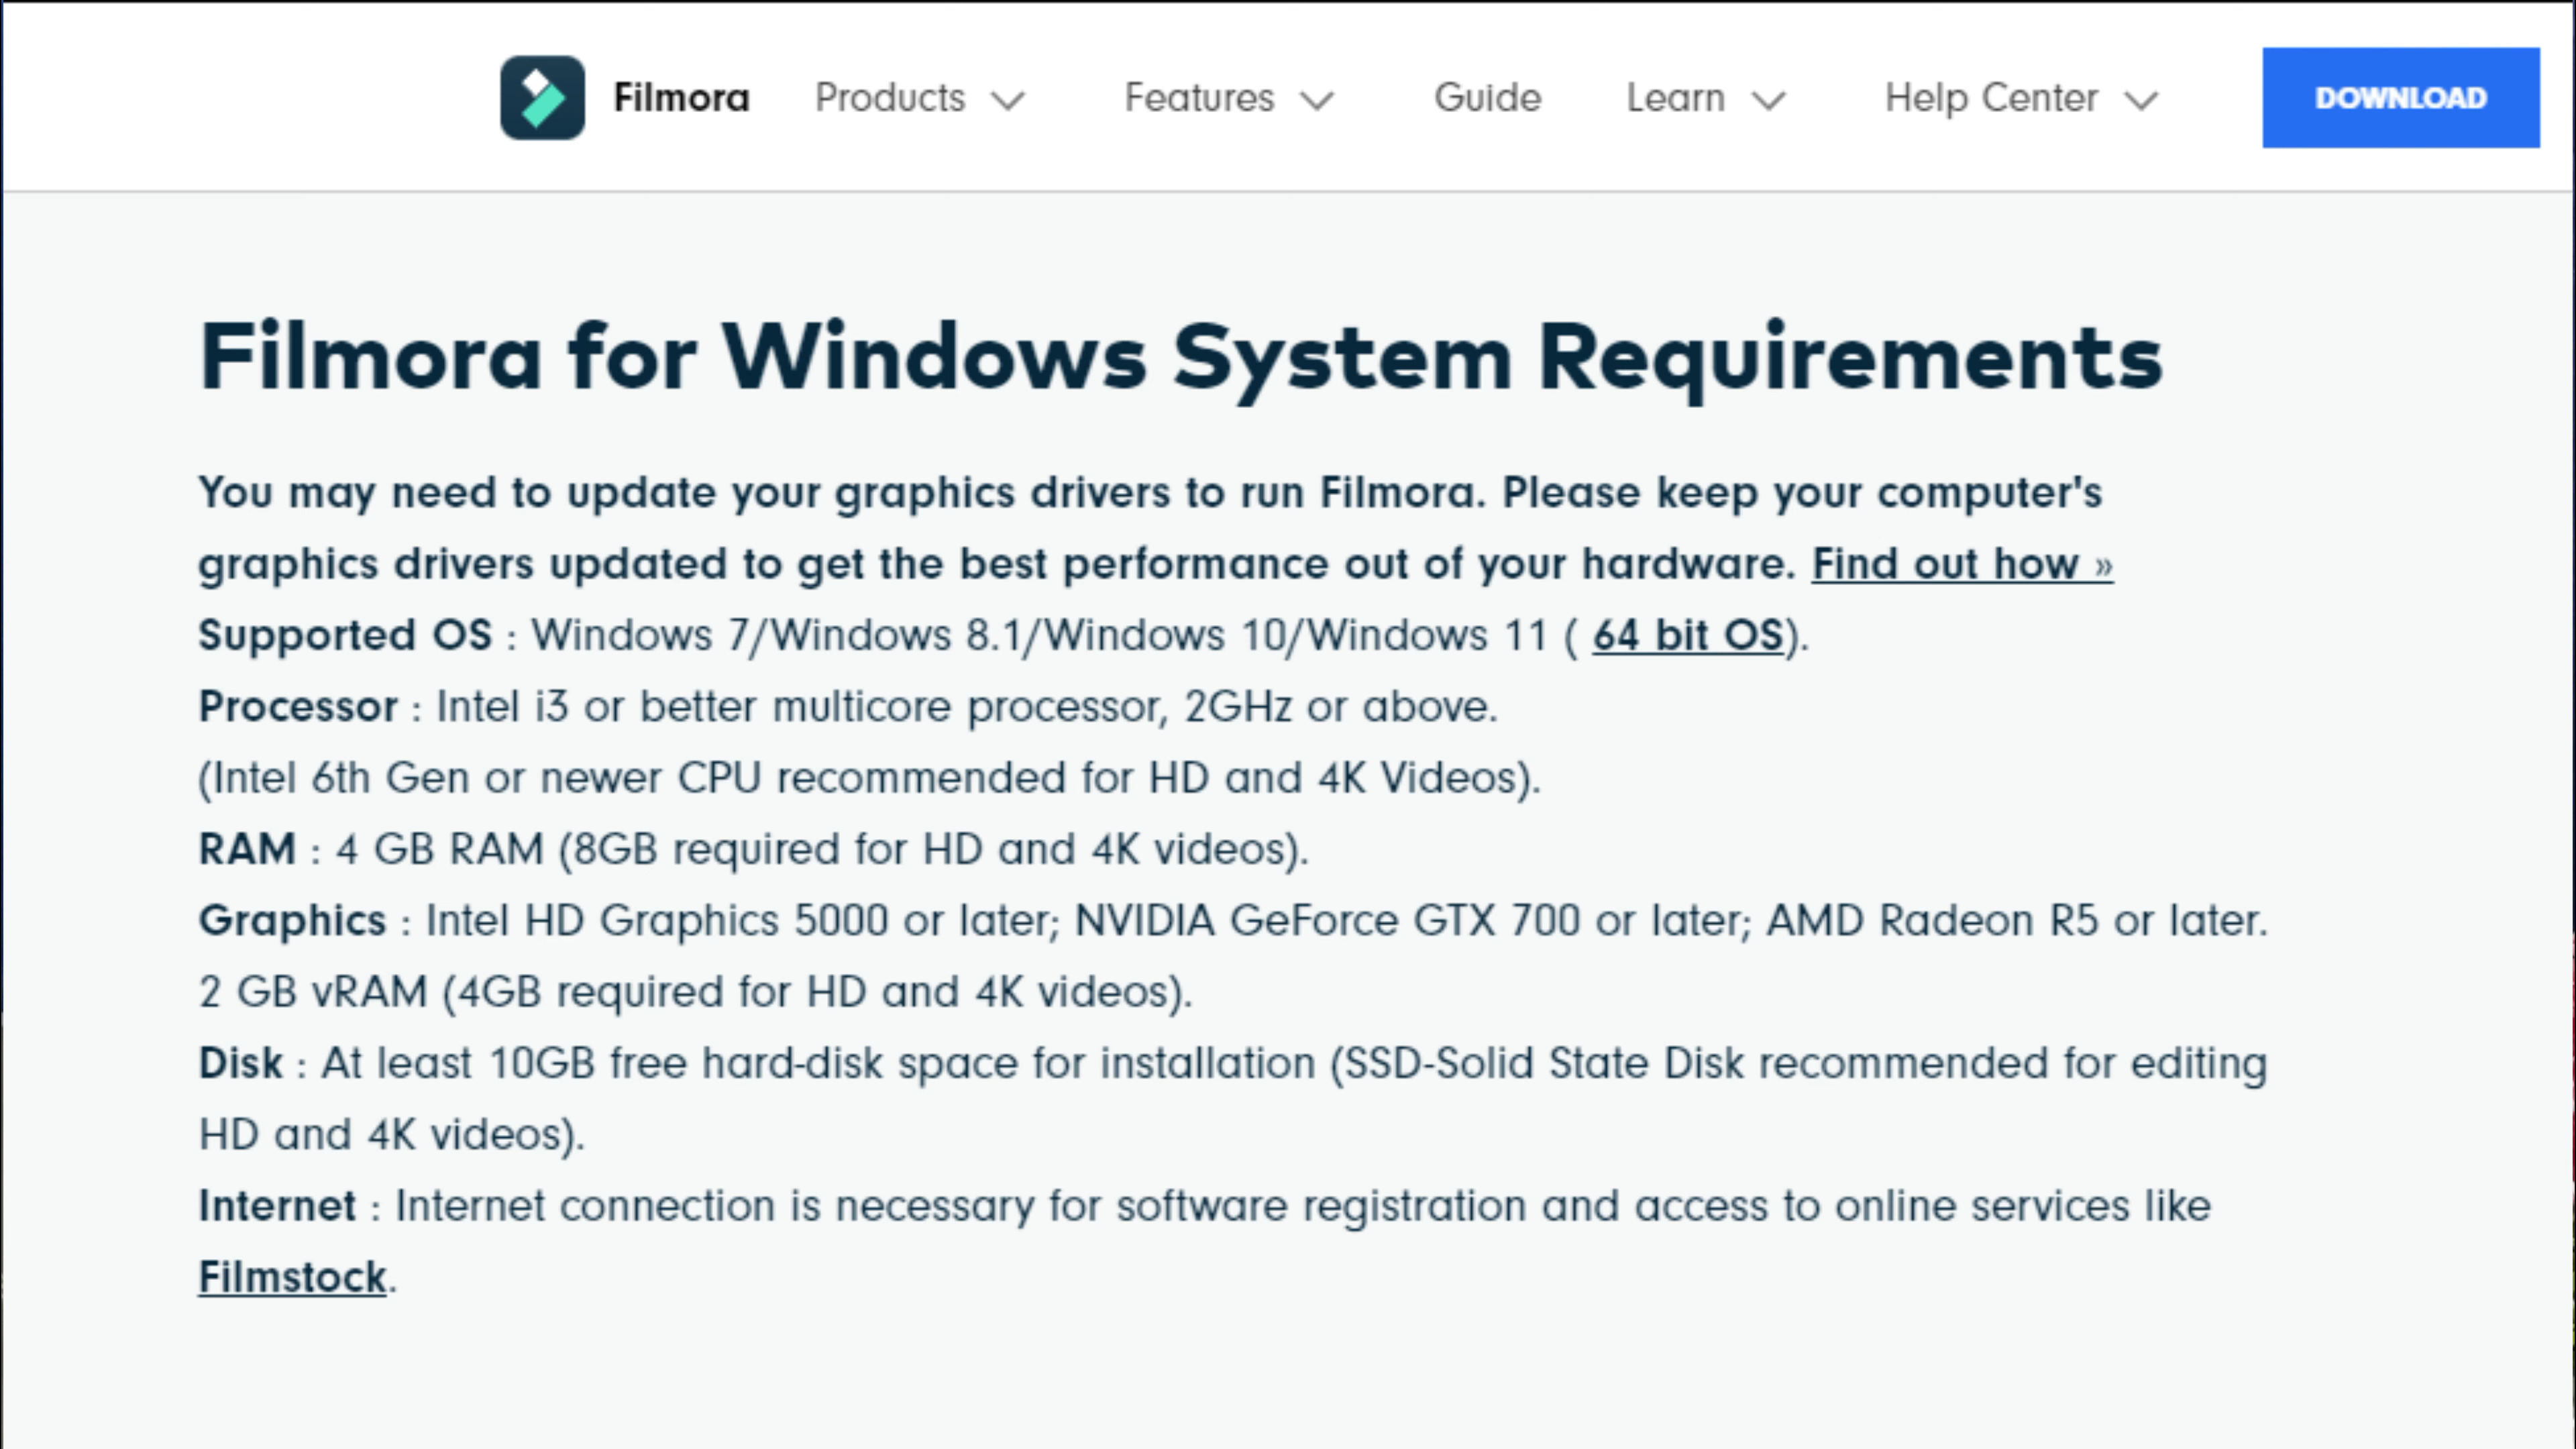 Filmora Products Features Guide Learn Help Center DOWNLOAD
Filmora for Windows System Requirements
You may need to update your graphics drivers to run Filmora. Please keep your computer's
graphics drivers updated to get the best performance out of your hardware. Find out how »
Supported OS : Windows 7/Windows 8.1/Windows 10/Windows 11 ( 64 bit OS).
Processor : Intel i3 or better multicore processor, 2GHz or above.
(Intel 6th Gen or newer CPU recommended for HD and 4K Videos).
RAM : 4 GB RAM (8GB required for HD and 4K videos).
Graphics : Intel HD Graphics 5000 or later; NVIDIA GeForce GTX 700 or later; AMD Radeon R5 or later.
2 GB vRAM (4GB required for HD and 4K videos).
Disk : At least 10GB free hard-disk space for installation (SSD-Solid State Disk recommended for editing
HD and 4K videos).
Internet : Internet connection is necessary for software registration and access to online services like
Filmstock.